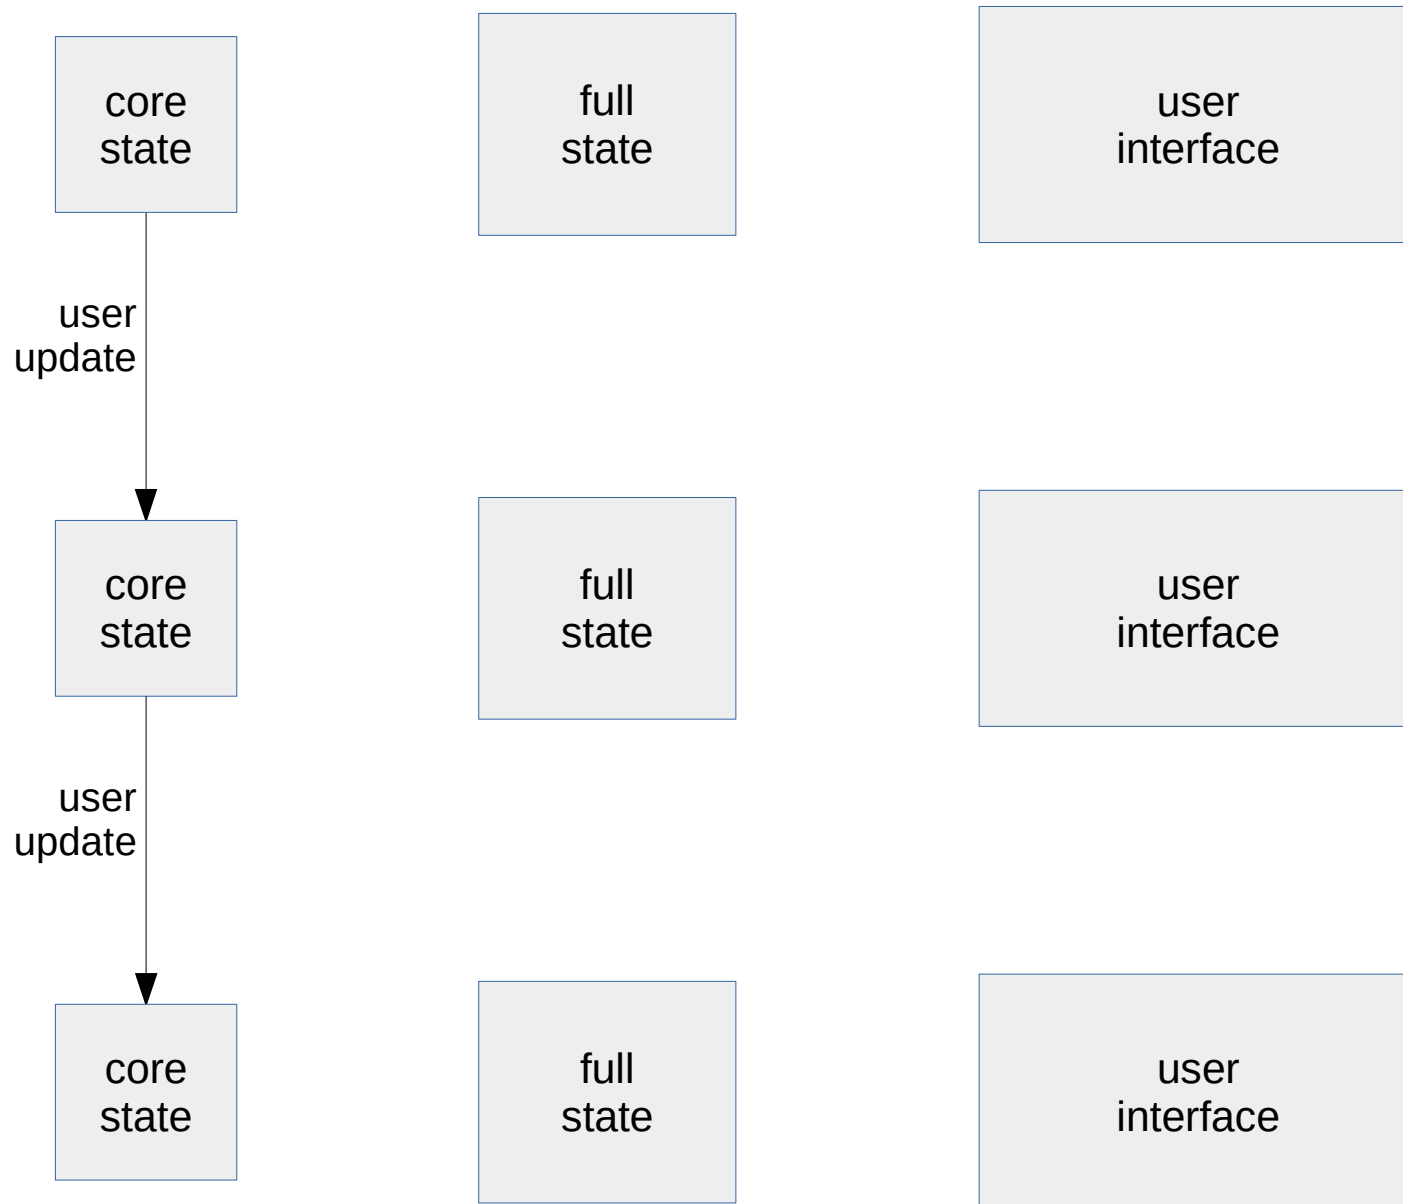 core
state
full
state
user
interface
user
update
core
state
full
state
user
interface
user
update
core
state
full
state
user
interface